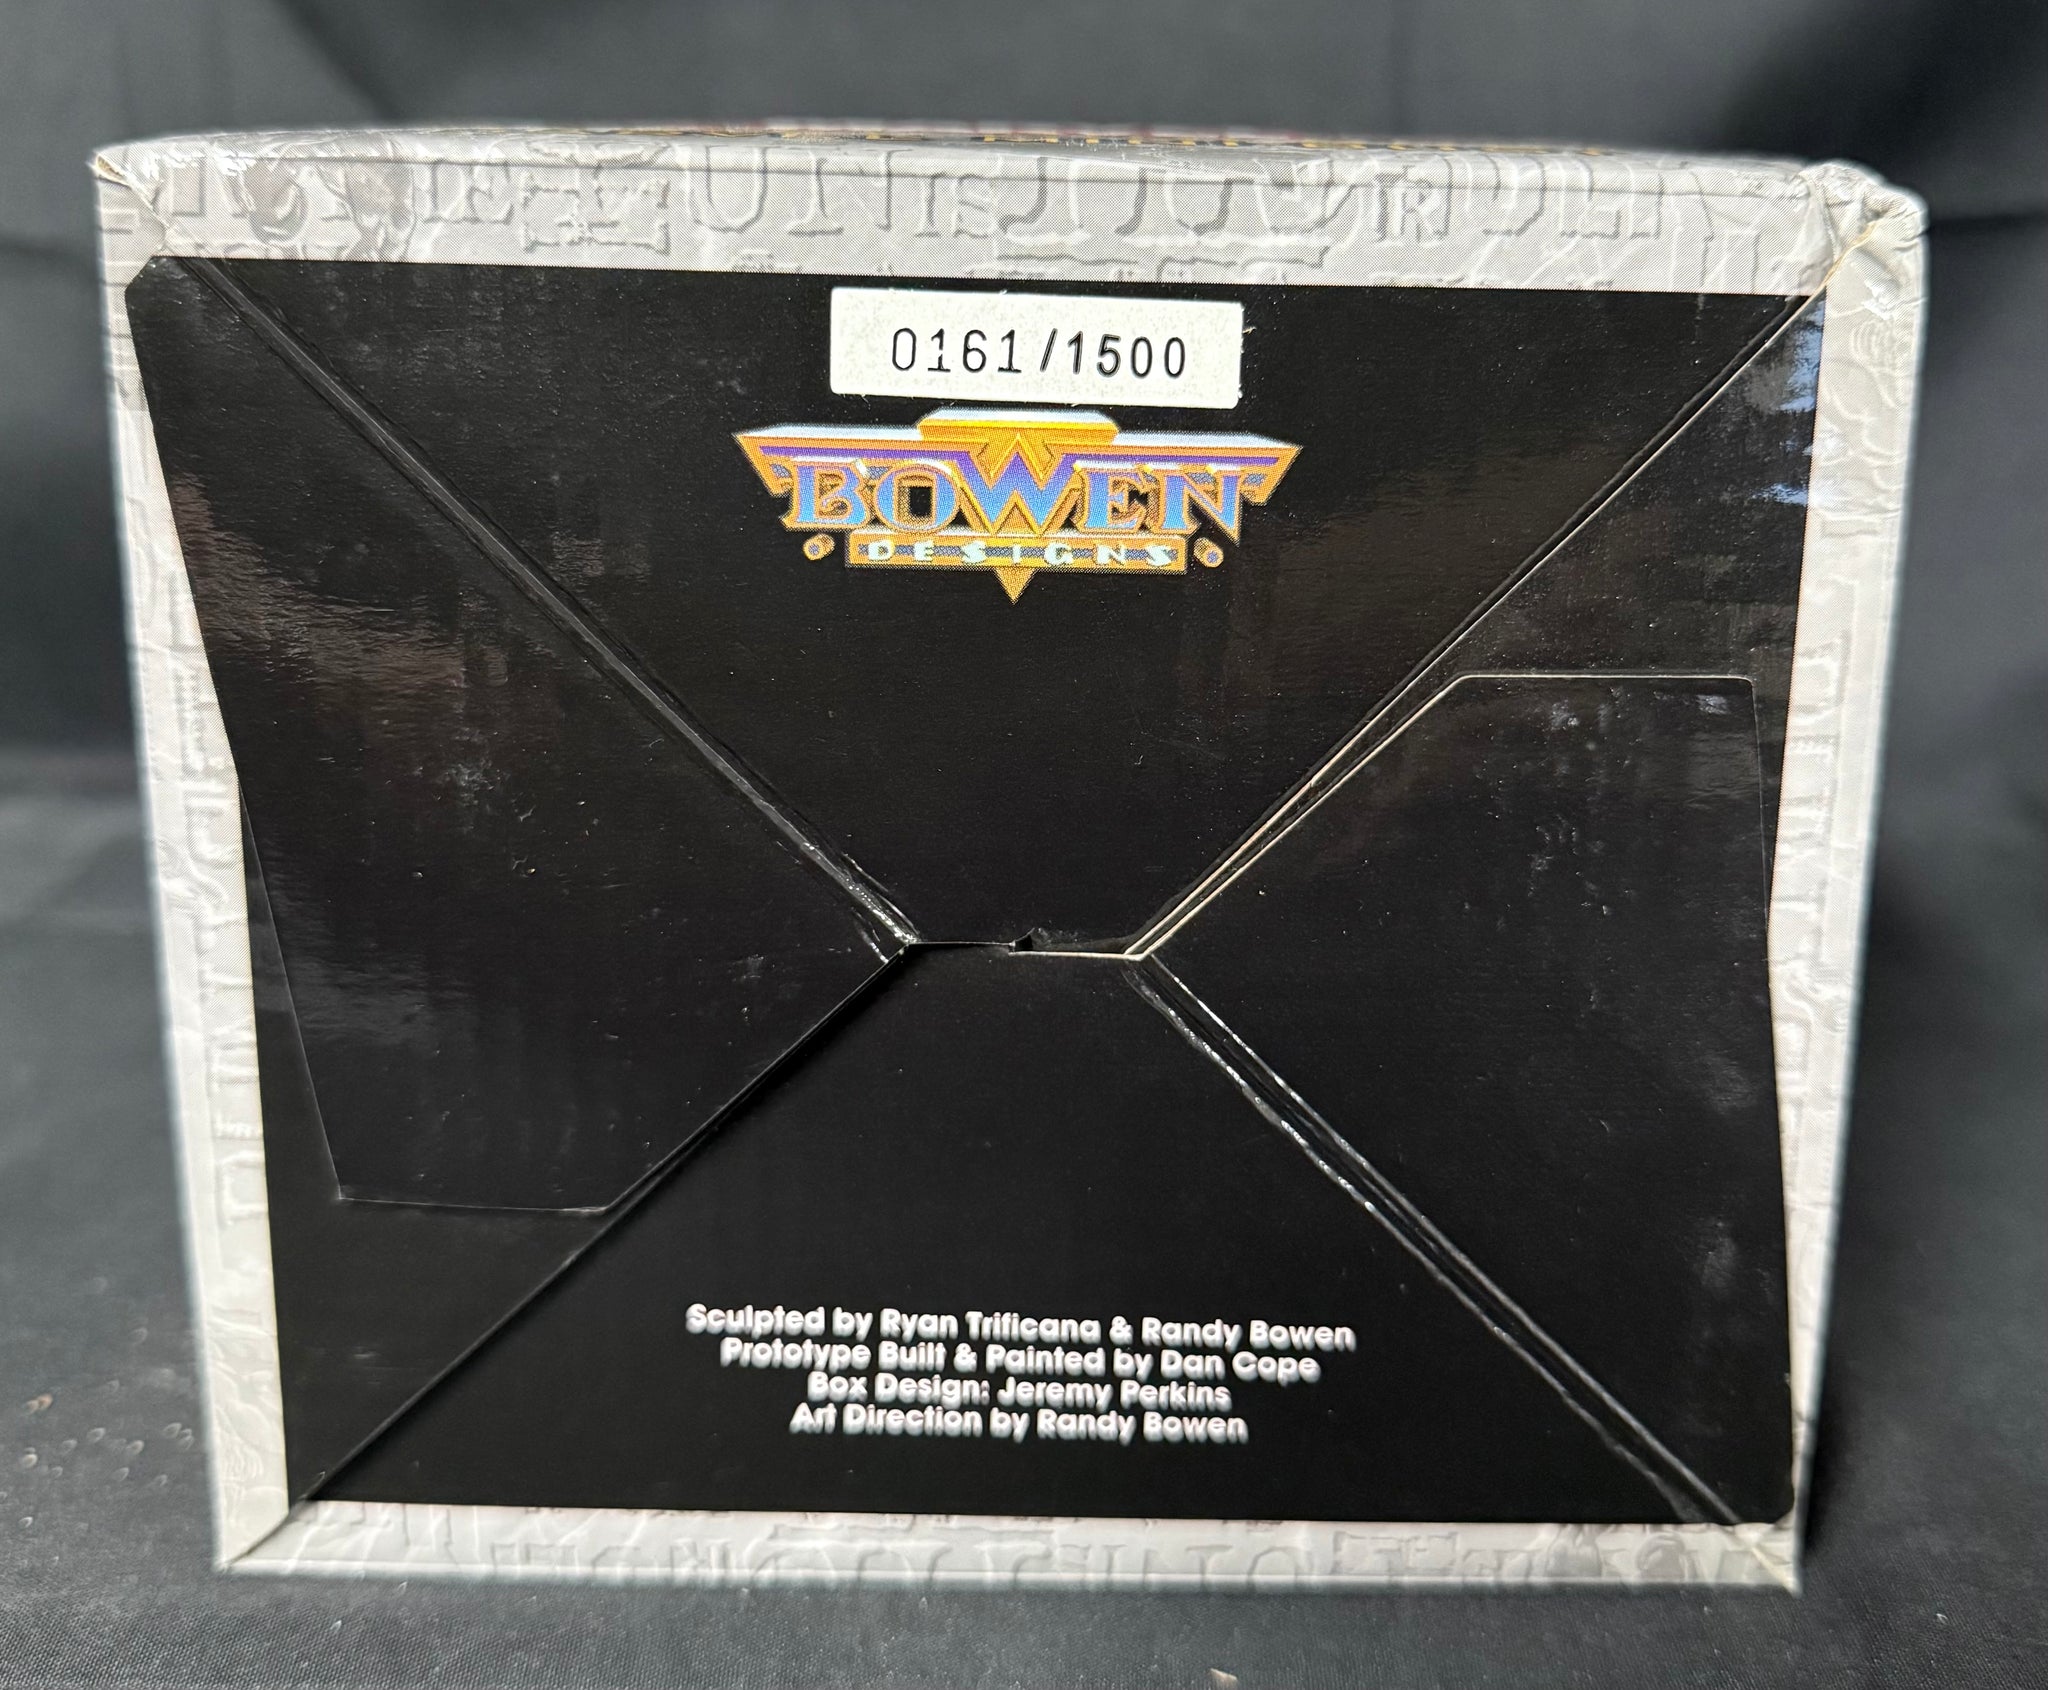 0161/1500
BOWEN
DESIGNS
Sculpted by Ryan Trificana & Randy Bowen
Prototype Built & Painted by Dan Cope
Box Design: Jeremy Perkins
Art Direction by Randy Bowen